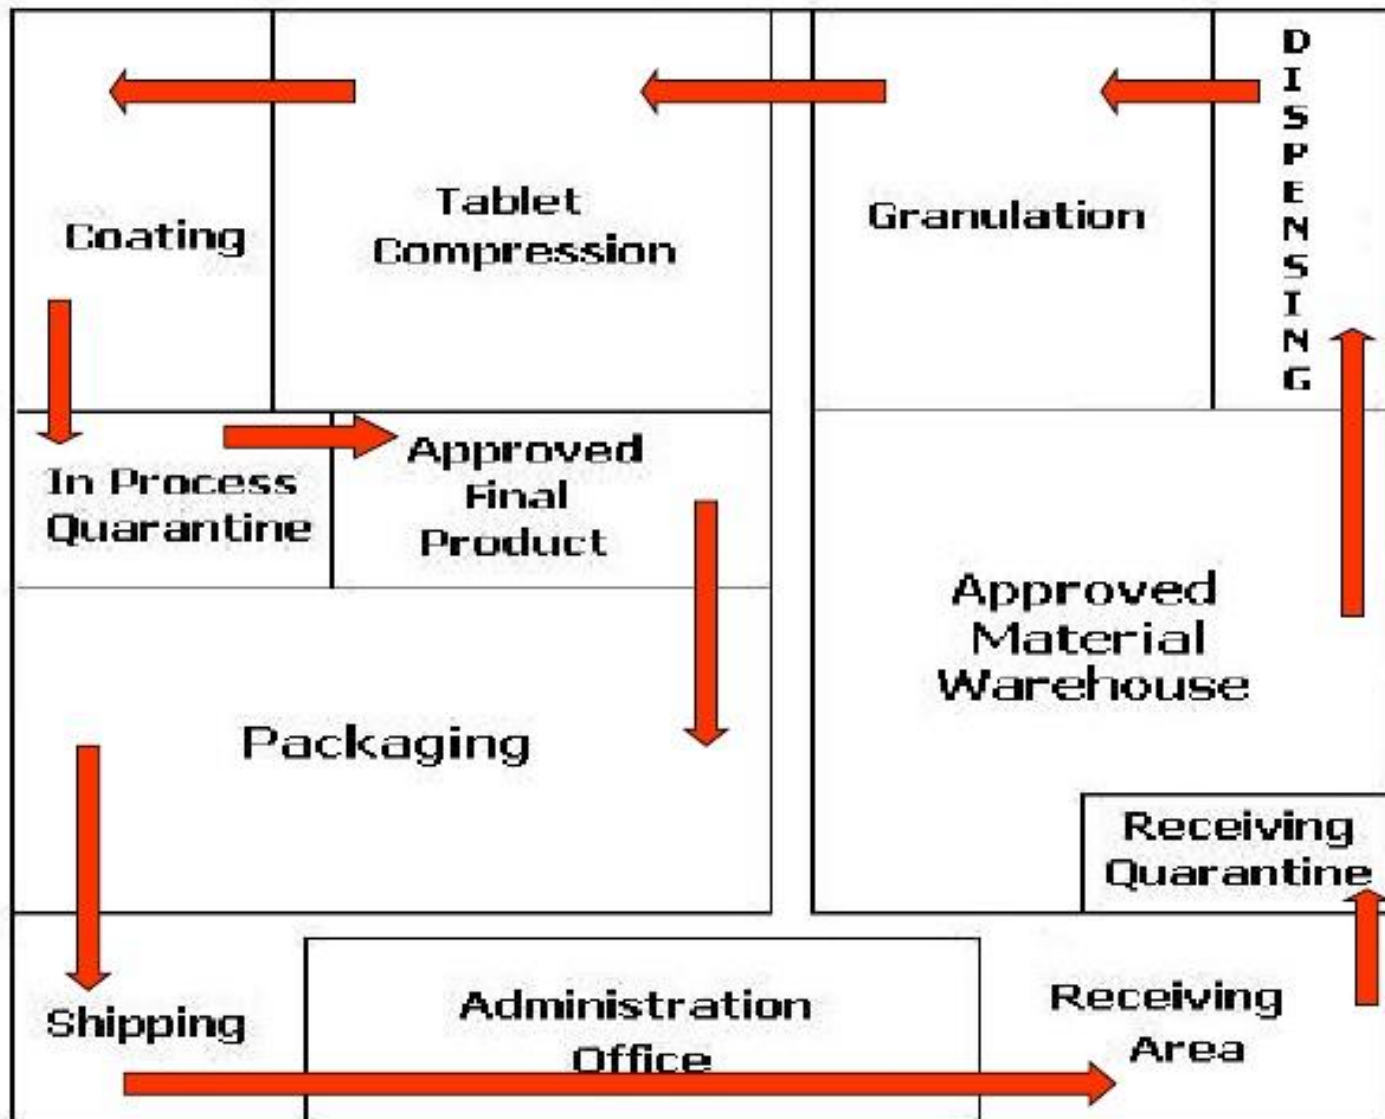 DISPENSING
Coating
Tablet
Compression
Granulation
In Process
Quarantine
Approved
Final
Product
Approved
Material
Warehouse
Packaging
Receiving
Quarantine
Shipping
Administration
Office
Receiving
Area